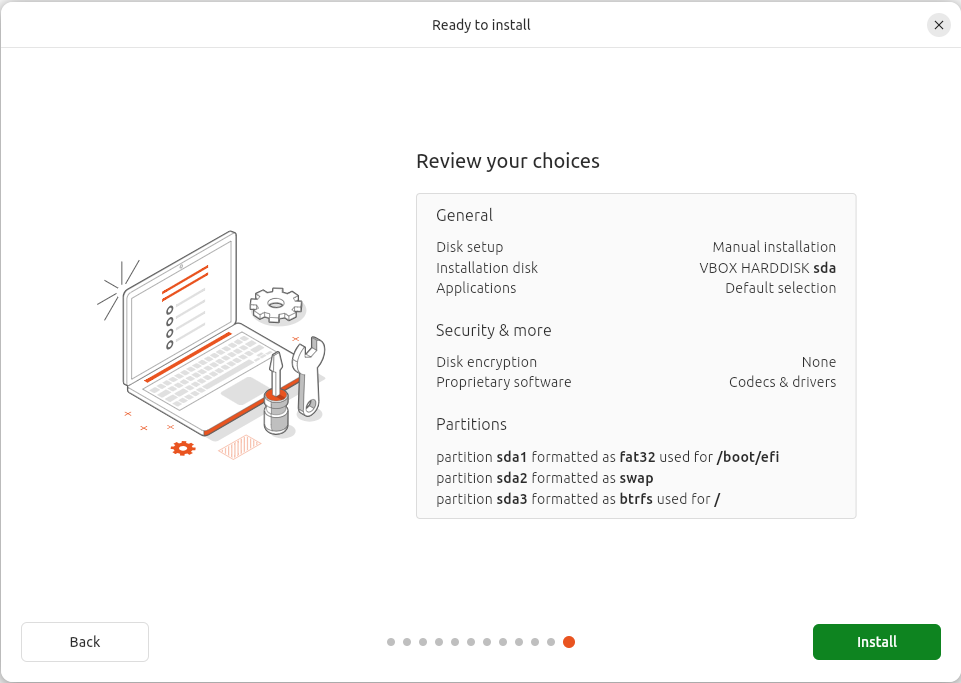 Ready to install
Review your choices
General
Disk setup Manual installation
Installation disk VBOX HARDDISK sda
Applications Default selection
Security & more
Disk encryption None
Proprietary software Codecs & drivers
Partitions
partition sda1 formatted as fat32 used for /boot/efi
partition sda2 formatted as swap
partition sda3 formatted as btrfs used for /
Back Install